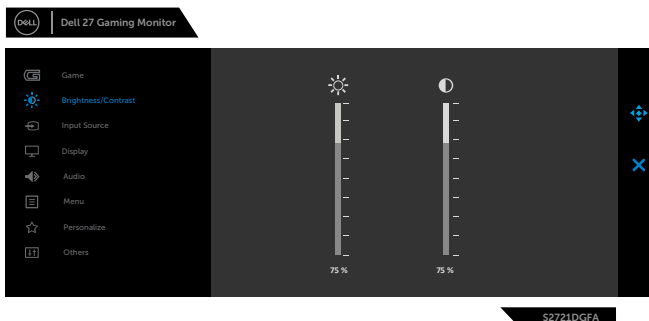 DELL
Dell 27 Gaming Monitor
Game
Brightness/Contrast
Input Source
Display
Audio
Menu
Personalize
Others
75 %
75 %
S2721DGFA